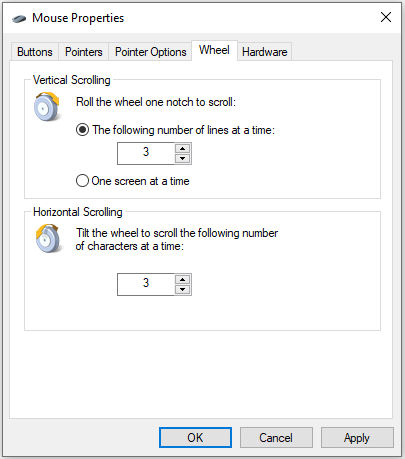 Mouse Properties
Buttons Pointers Pointer Options Wheel Hardware
Vertical Scrolling
Roll the wheel one notch to scroll:
The following number of lines at a time:
3
One screen at a time
Horizontal Scrolling
Tilt the wheel to scroll the following number
of characters at a time:
3
OK Cancel Apply